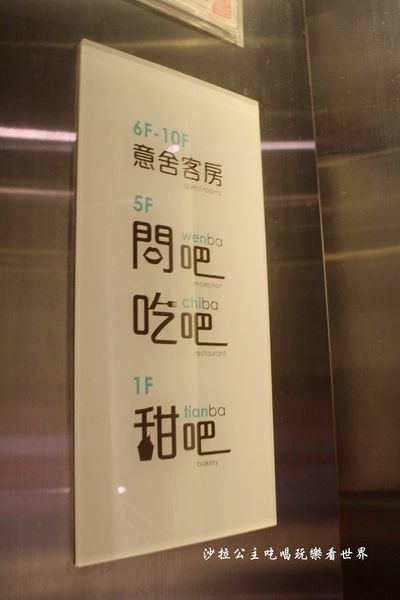 6F-10F
意舍客房
guest rooms
5F
wenba
問吧
reception
chiba
吃吧
restaurant
1F
tianba
甜吧
bakery
沙拉公主吃喝玩樂看世界